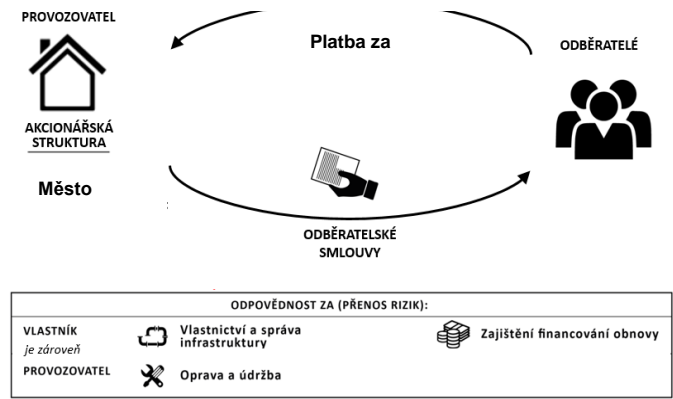 PROVOZOVATEL
Platba za
ODBĚRATELÉ
AKCIONÁŘSKÁ
STRUKTURA
Město
ODBĚRATELSKÉ
SMLOUVY
ODPOVĚDNOST ZA (PŘENOS RIZIK):
VLASTNÍK
je zároveň
PROVOZOVATEL
Vlastnictví a správa
infrastruktury
Zajištění financování obnovy
Oprava a údržba